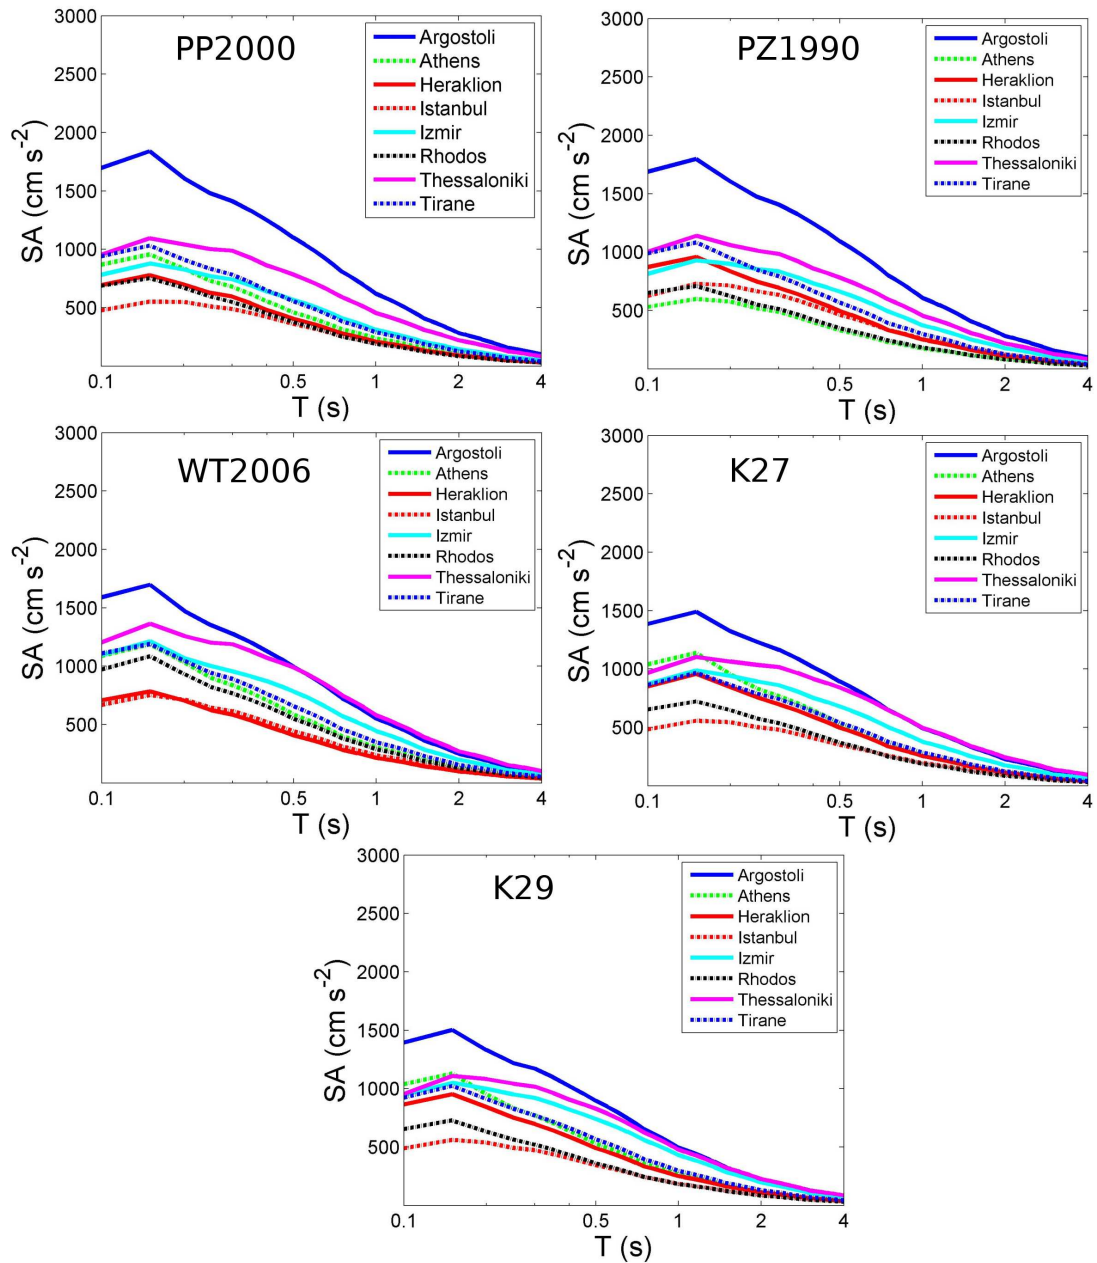 PP2000
SA (cm s⁻²)
3000
2500
2000
1500
1000
500
0.1
0.5
1
2
4
T (s)
Argostoli
Athens
Heraklion
Istanbul
Izmir
Rhodos
Thessaloniki
Tirane
PZ1990
SA (cm s⁻²)
3000
2500
2000
1500
1000
500
0.1
0.5
1
2
4
T (s)
Argostoli
Athens
Heraklion
Istanbul
Izmir
Rhodos
Thessaloniki
Tirane
WT2006
SA (cm s⁻²)
3000
2500
2000
1500
1000
500
0.1
0.5
1
2
4
T (s)
Argostoli
Athens
Heraklion
Istanbul
Izmir
Rhodos
Thessaloniki
Tirane
K27
SA (cm s⁻²)
3000
2500
2000
1500
1000
500
0.1
0.5
1
2
4
T (s)
Argostoli
Athens
Heraklion
Istanbul
Izmir
Rhodos
Thessaloniki
Tirane
K29
SA (cm s⁻²)
3000
2500
2000
1500
1000
500
0.1
0.5
1
2
4
T (s)
Argostoli
Athens
Heraklion
Istanbul
Izmir
Rhodos
Thessaloniki
Tirane